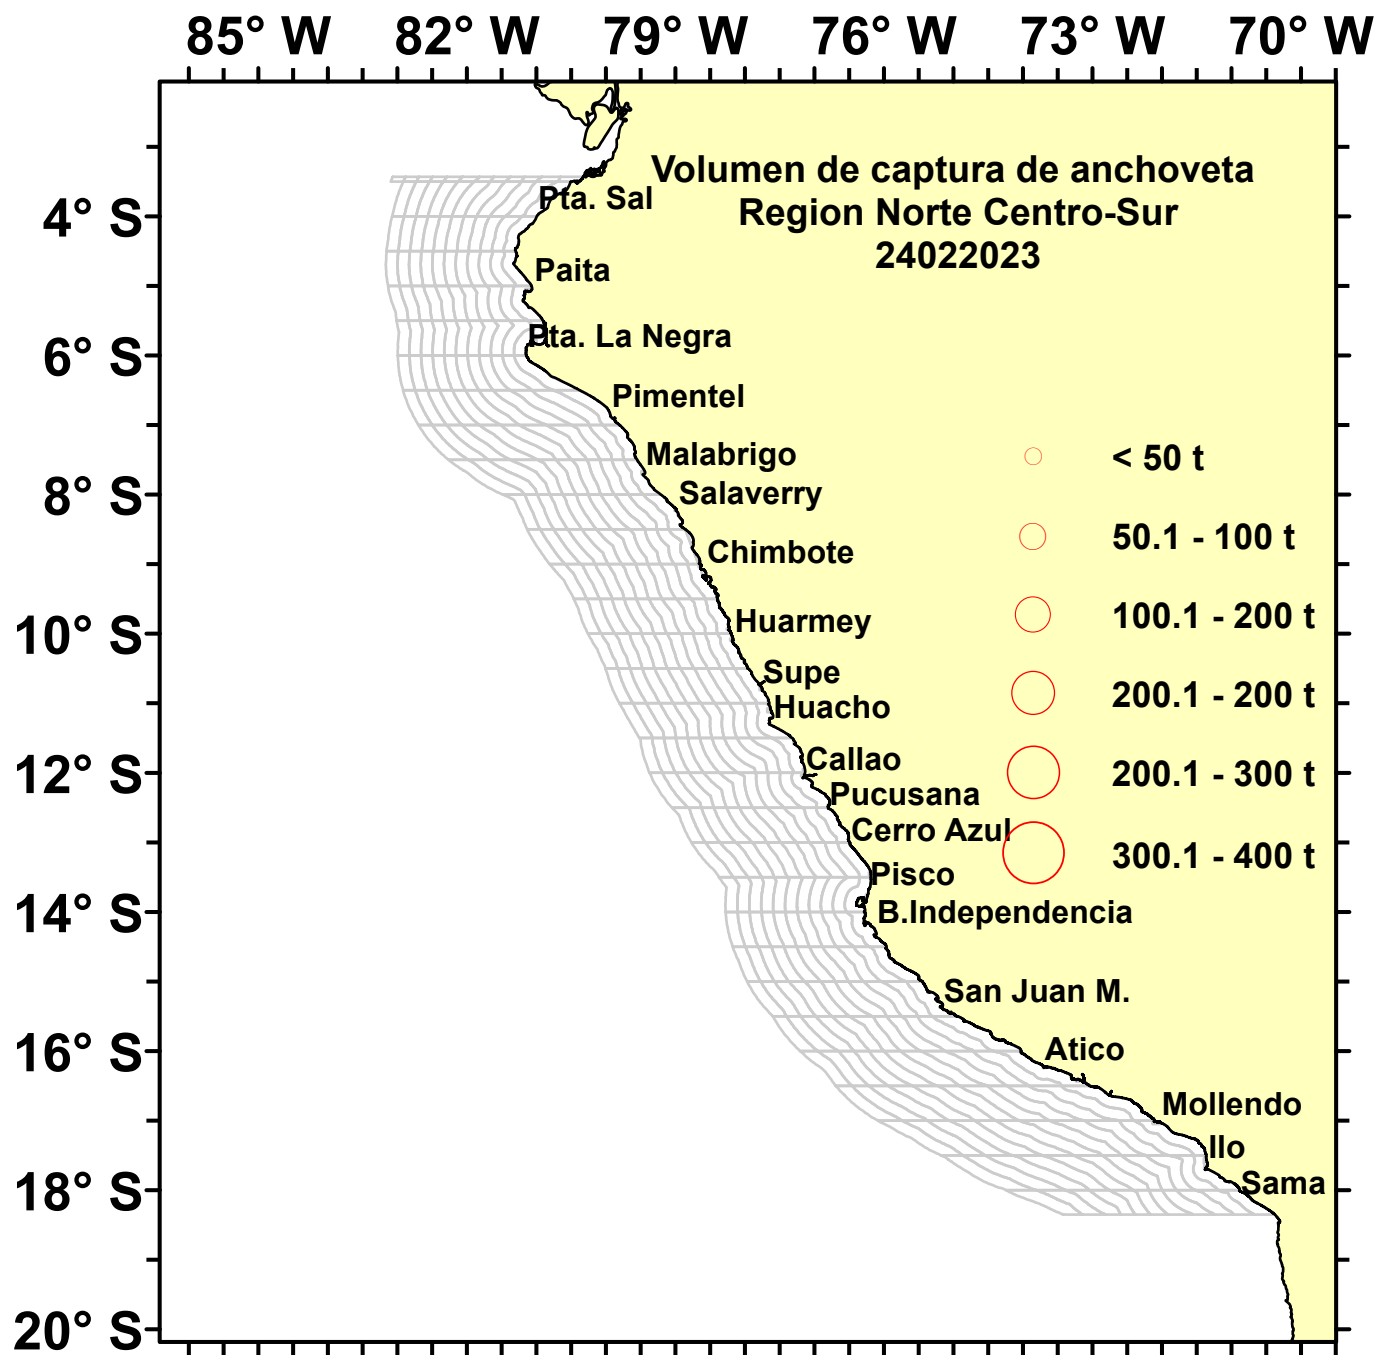 85° W 82° W 79° W 76° W 73° W 70° W
Volumen de captura de anchoveta
Region Norte Centro-Sur
24022023
4° S
6° S
8° S
10° S
12° S
14° S
16° S
18° S
20° S
Pta. Sal
Paita
Pta. La Negra
Pimentel
Malabrigo
Salaverry
Chimbote
Huarmey
Supe
Huacho
Callao
Pucusana
Cerro Azul
Pisco
B.Independencia
San Juan M.
Atico
Mollendo
Ilo
Sama
< 50 t
50.1 - 100 t
100.1 - 200 t
200.1 - 200 t
200.1 - 300 t
300.1 - 400 t